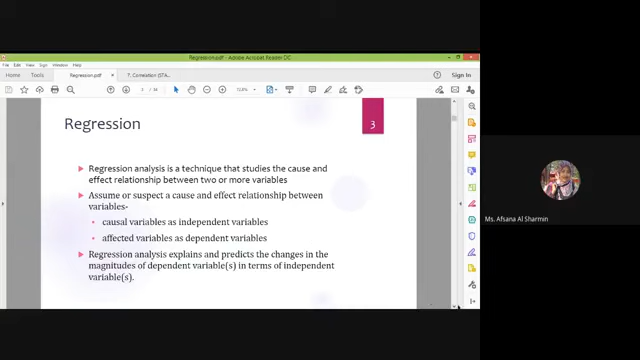 Regression.pdf - Adobe Acrobat Reader DC
File Edit View Sign Window Help
Home Tools Regression.pdf × 7. Correlation (STA... Sign In
Regression
3
Regression analysis is a technique that studies the cause and
effect relationship between two or more variables
Assume or suspect a cause and effect relationship between
variables-
causal variables as independent variables
affected variables as dependent variables
Regression analysis explains and predicts the changes in the
magnitudes of dependent variable(s) in terms of independent
variable(s).
Ms. Afsana Al Sharmin